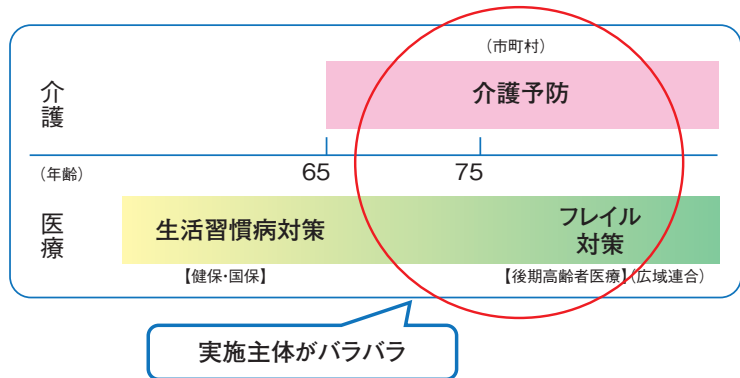 (市町村)
介護
介護予防
(年齢)
65
75
医療
生活習慣病対策
フレイル
対策
【健保・国保】
【後期高齢者医療】(広域連合)
実施主体がバラバラ